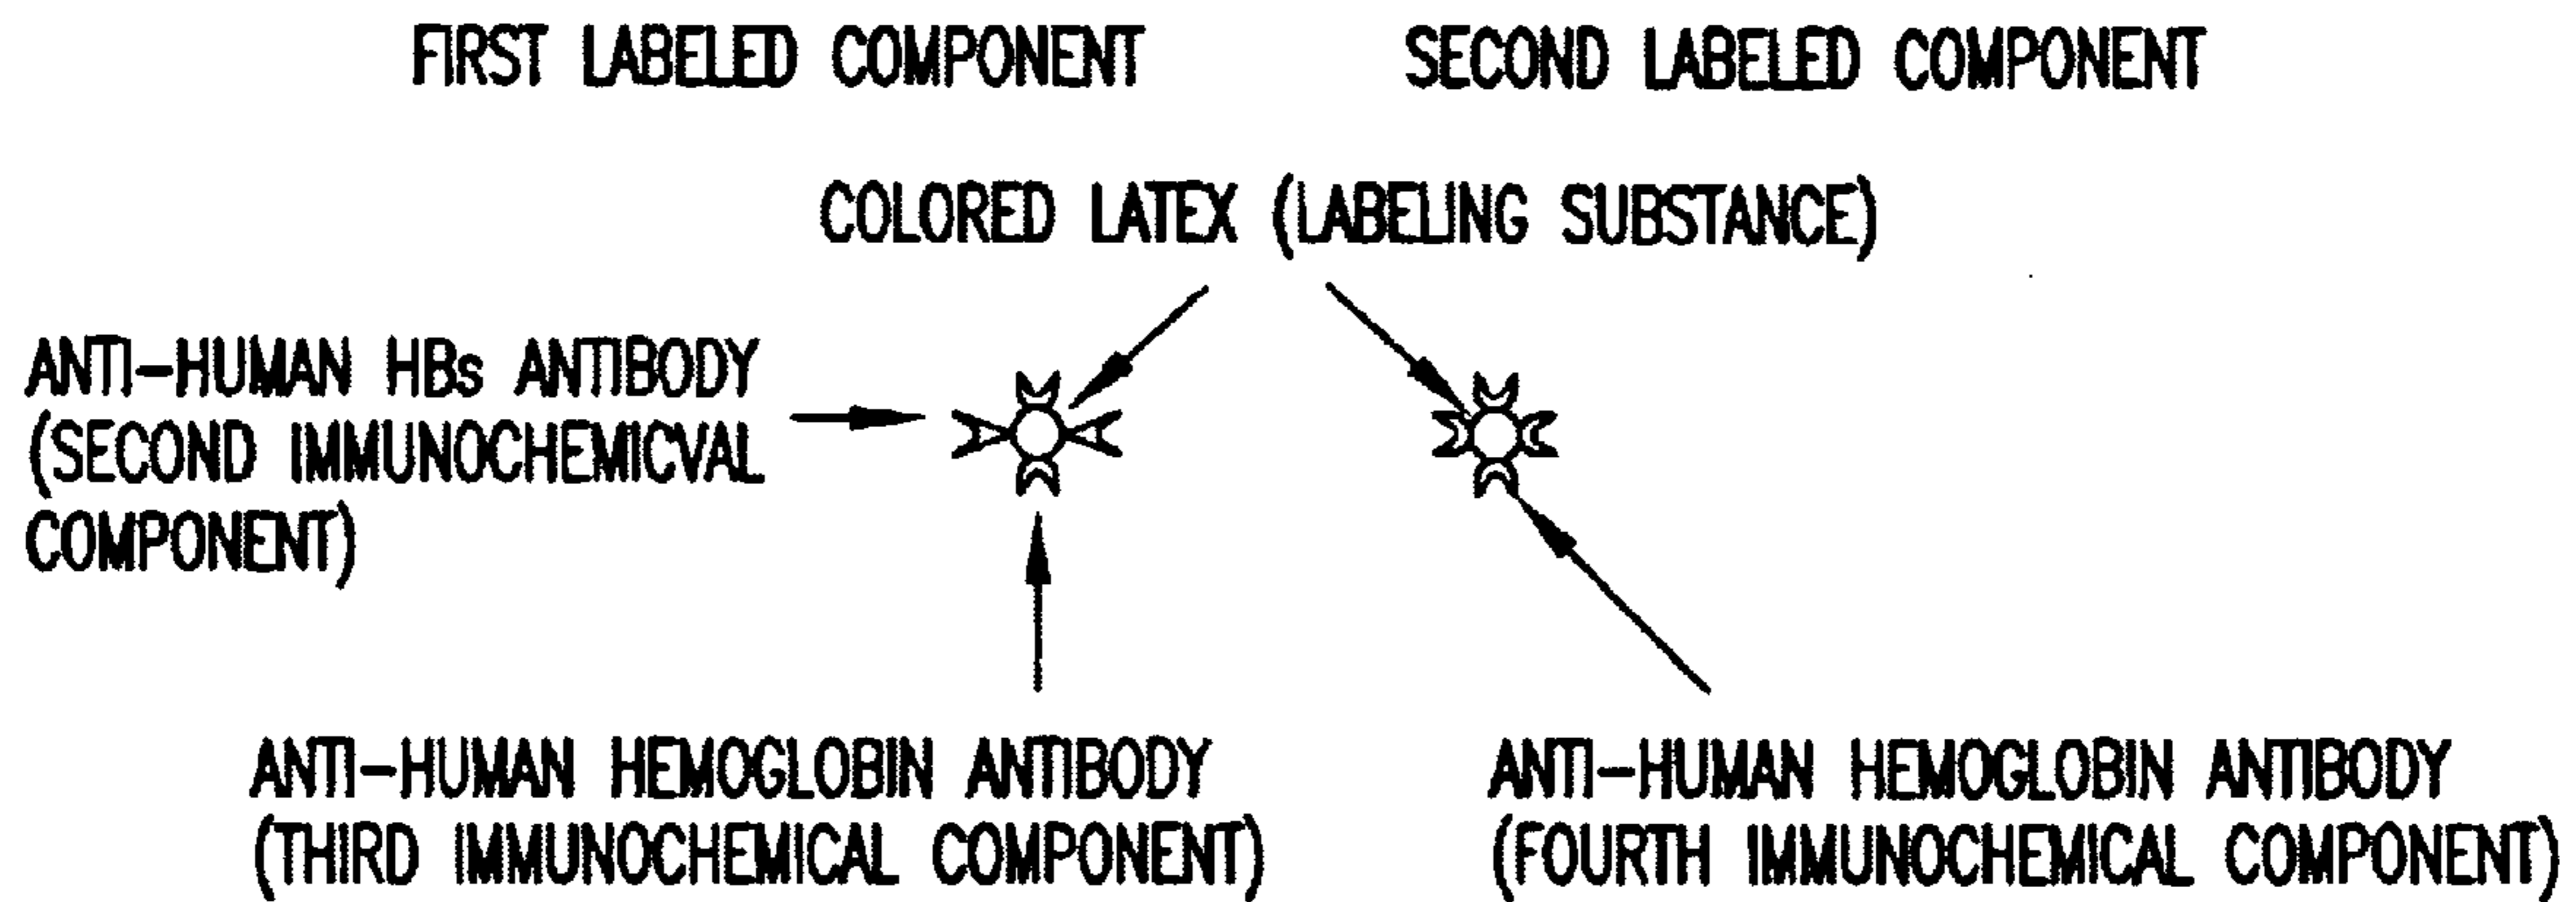 FIRST LABELED COMPONENT
SECOND LABELED COMPONENT
COLORED LATEX (LABELING SUBSTANCE)
ANTI-HUMAN HBs ANTIBODY
(SECOND IMMUNOCHEMICVAL
COMPONENT)
ANTI-HUMAN HEMOGLOBIN ANTIBODY
(THIRD IMMUNOCHEMICAL COMPONENT)
ANTI-HUMAN HEMOGLOBIN ANTIBODY
(FOURTH IMMUNOCHEMICAL COMPONENT)